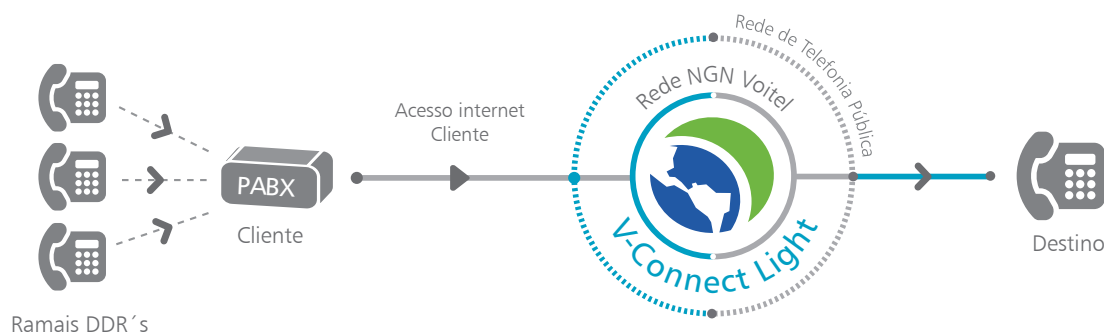 Ramais DDR´s
PABX
Cliente
Acesso internet
Cliente
Rede de Telefonia Pública
Rede NGN Voitel
V-Connect Light
Destino